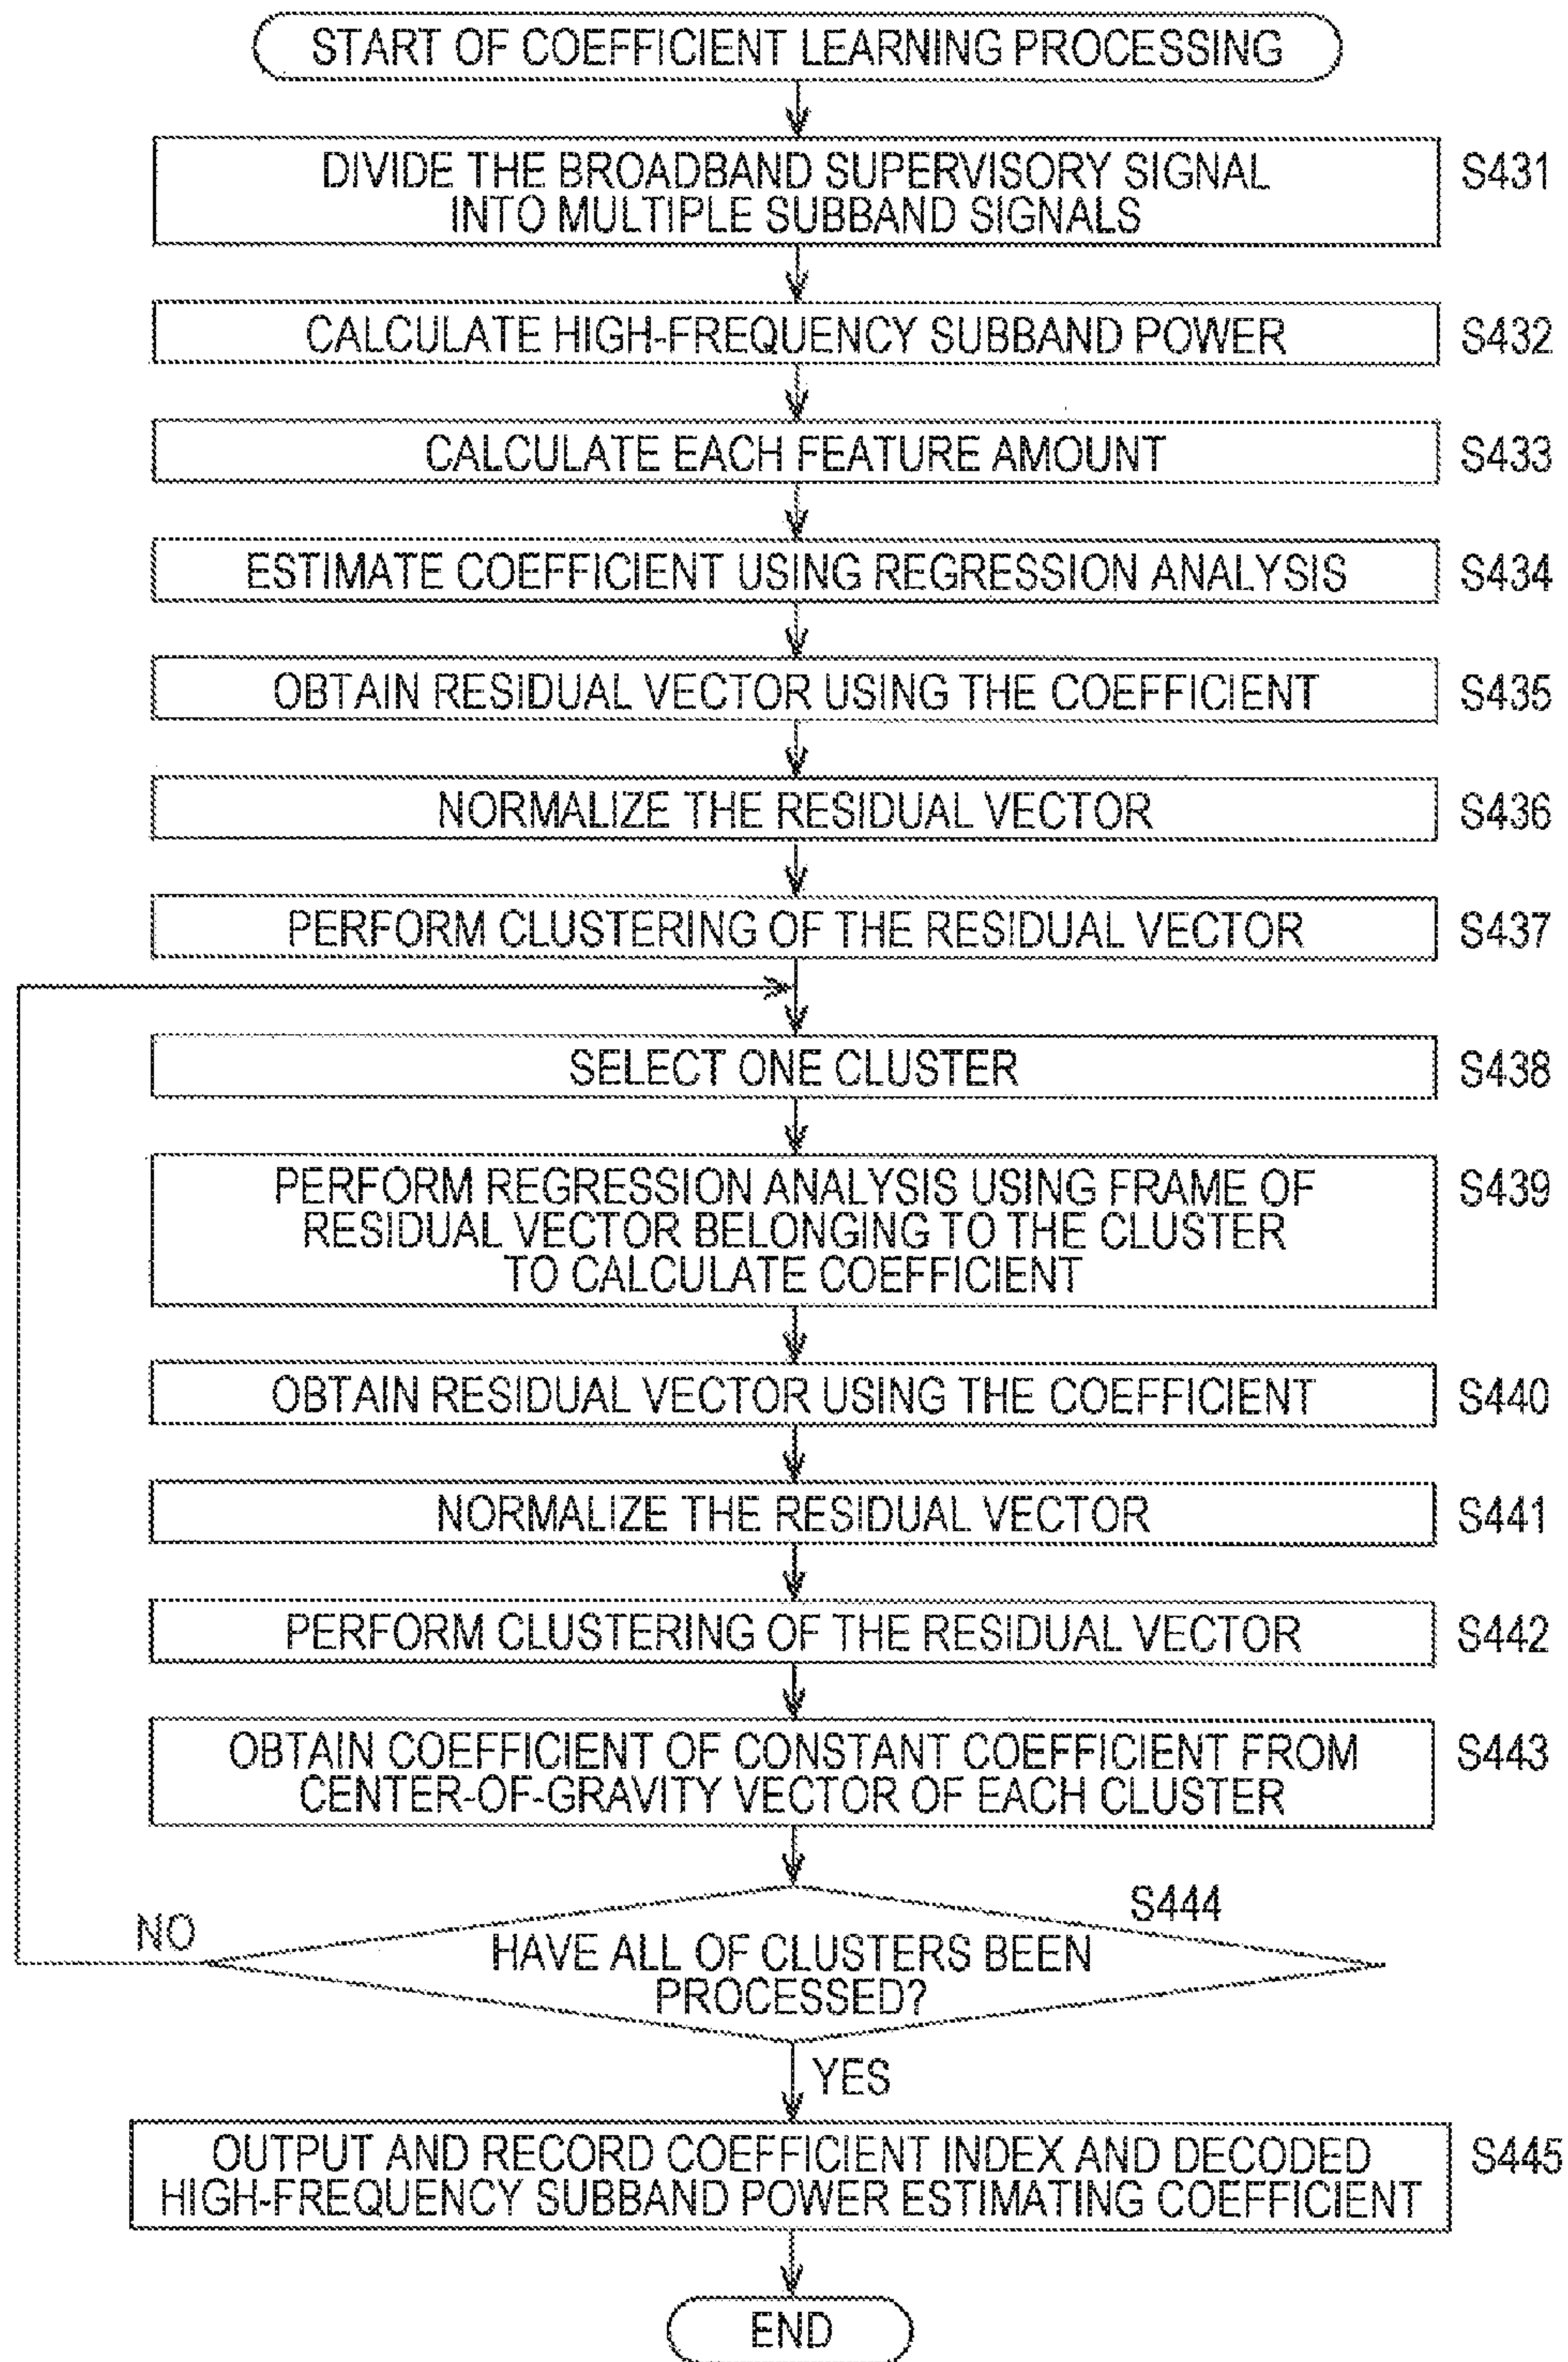 START OF COEFFICIENT LEARNING PROCESSING
DIVIDE THE BROADBAND SUPERVISORY SIGNAL
INTO MULTIPLE SUBBAND SIGNALS
S431
CALCULATE HIGH-FREQUENCY SUBBAND POWER
S432
CALCULATE EACH FEATURE AMOUNT
S433
ESTIMATE COEFFICIENT USING REGRESSION ANALYSIS
S434
OBTAIN RESIDUAL VECTOR USING THE COEFFICIENT
S435
NORMALIZE THE RESIDUAL VECTOR
S436
PERFORM CLUSTERING OF THE RESIDUAL VECTOR
S437
SELECT ONE CLUSTER
S438
PERFORM REGRESSION ANALYSIS USING FRAME OF
RESIDUAL VECTOR BELONGING TO THE CLUSTER
TO CALCULATE COEFFICIENT
S439
OBTAIN RESIDUAL VECTOR USING THE COEFFICIENT
S440
NORMALIZE THE RESIDUAL VECTOR
S441
PERFORM CLUSTERING OF THE RESIDUAL VECTOR
S442
OBTAIN COEFFICIENT OF CONSTANT COEFFICIENT FROM
CENTER-OF-GRAVITY VECTOR OF EACH CLUSTER
S443
S444
NO
HAVE ALL OF CLUSTERS BEEN
PROCESSED?
YES
OUTPUT AND RECORD COEFFICIENT INDEX AND DECODED
HIGH-FREQUENCY SUBBAND POWER ESTIMATING COEFFICIENT
S445
END